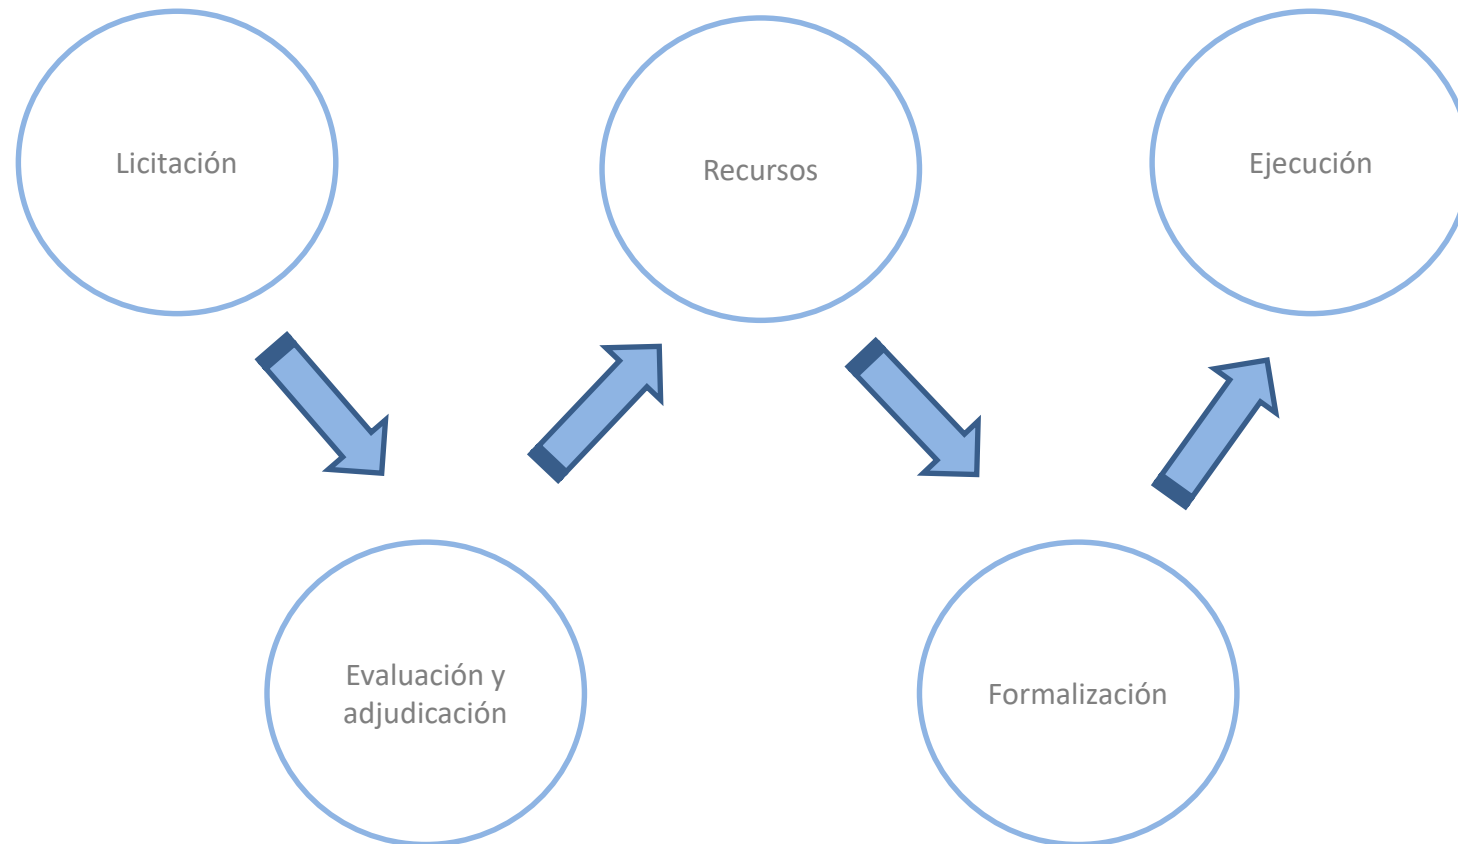 Licitación
Recursos
Ejecución
Evaluación y
adjudicación
Formalización